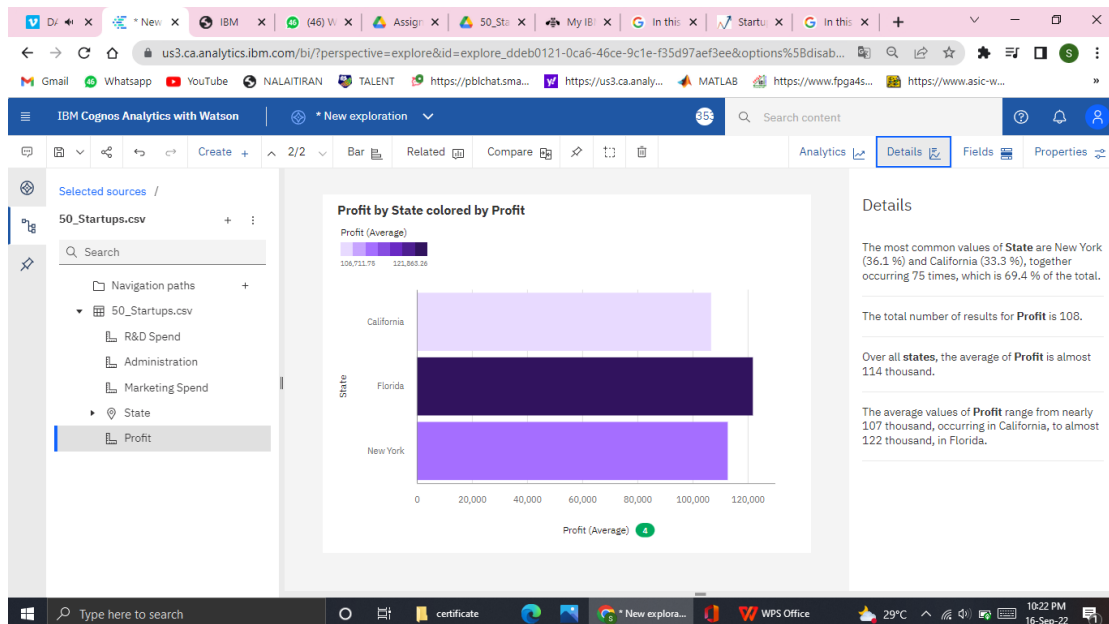 DA
* New
IBM
(46) W
Assign
50_Sta
My IB
In this
Startu
In this
us3.ca.analytics.ibm.com/bi/?perspective=explore&id=explore_ddeb0121-0ca6-46ce-9c1e-f35d97aef3ee&options%5Bdisab...
S
Gmail
Whatsapp
YouTube
NALAITIRAN
TALENT
https://pblchat.sma...
https://us3.ca.analy...
MATLAB
https://www.fpga4s...
https://www.asic-w...
»
IBM Cognos Analytics with Watson
* New exploration
353
Search content
Create +
2/2
Bar
Related
Compare
Analytics
Details
Fields
Properties
Selected sources /
50_Startups.csv
Search
Navigation paths
50_Startups.csv
R&D Spend
Administration
Marketing Spend
State
Profit
Profit by State colored by Profit
Profit (Average)
106,711.75 121,863.26
State
California
Florida
New York
0 20,000 40,000 60,000 80,000 100,000 120,000
Profit (Average) 4
Details
The most common values of State are New York
(36.1 %) and California (33.3 %), together
occurring 75 times, which is 69.4 % of the total.
The total number of results for Profit is 108.
Over all states, the average of Profit is almost
114 thousand.
The average values of Profit range from nearly
107 thousand, occurring in California, to almost
122 thousand, in Florida.
Type here to search
certificate
* New explora...
WPS Office
29°C
10:22 PM
16-Sep-22